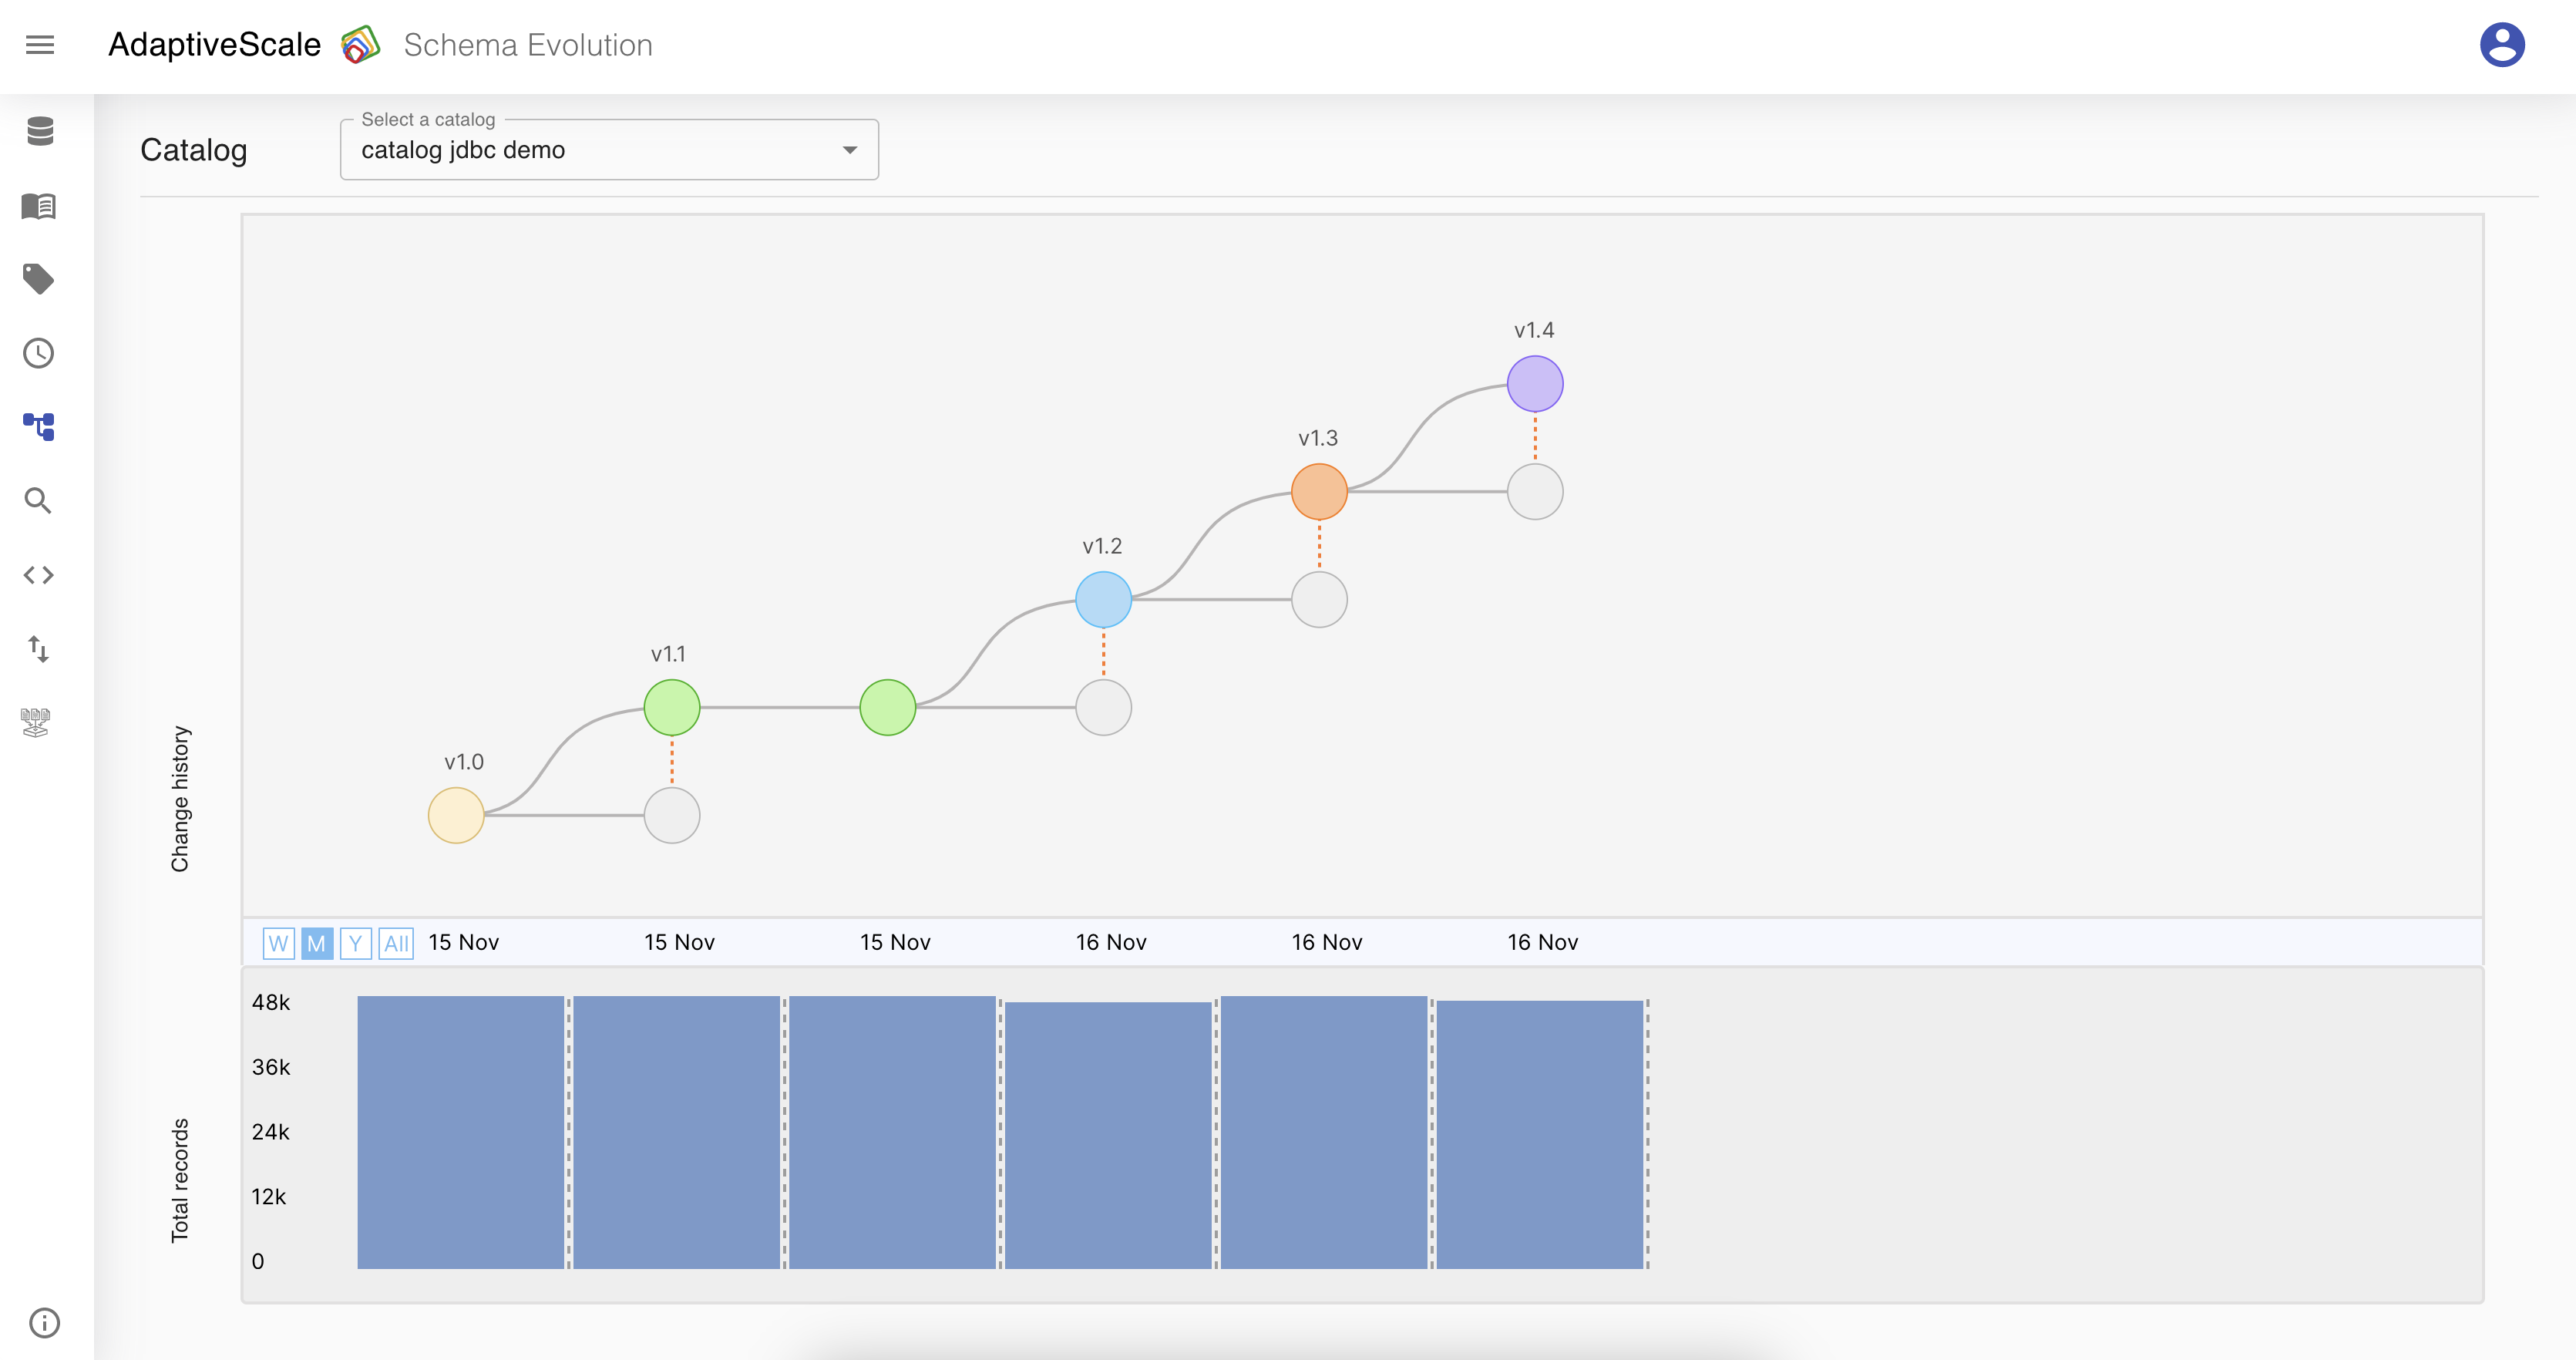 AdaptiveScale Schema Evolution
Catalog
Select a catalog
catalog jdbc demo
v1.4
v1.3
v1.2
v1.1
v1.0
Change history
W M Y All 15 Nov 15 Nov 15 Nov 16 Nov 16 Nov 16 Nov
48k
36k
24k
12k
0
Total records